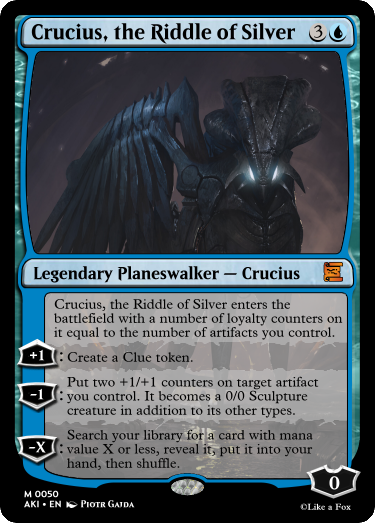 Crucius, the Riddle of Silver 3
Legendary Planeswalker — Crucius
Crucius, the Riddle of Silver enters the
battlefield with a number of loyalty counters on
it equal to the number of artifacts you control.
+1: Create a Clue token.
Put two +1/+1 counters on target artifact
-1: you control. It becomes a 0/0 Sculpture
creature in addition to its other types.
Search your library for a card with mana
-X: value X or less, reveal it, put it into your
hand, then shuffle.
0
M 0050
AKI • EN Piotr Gajda
©Like a Fox